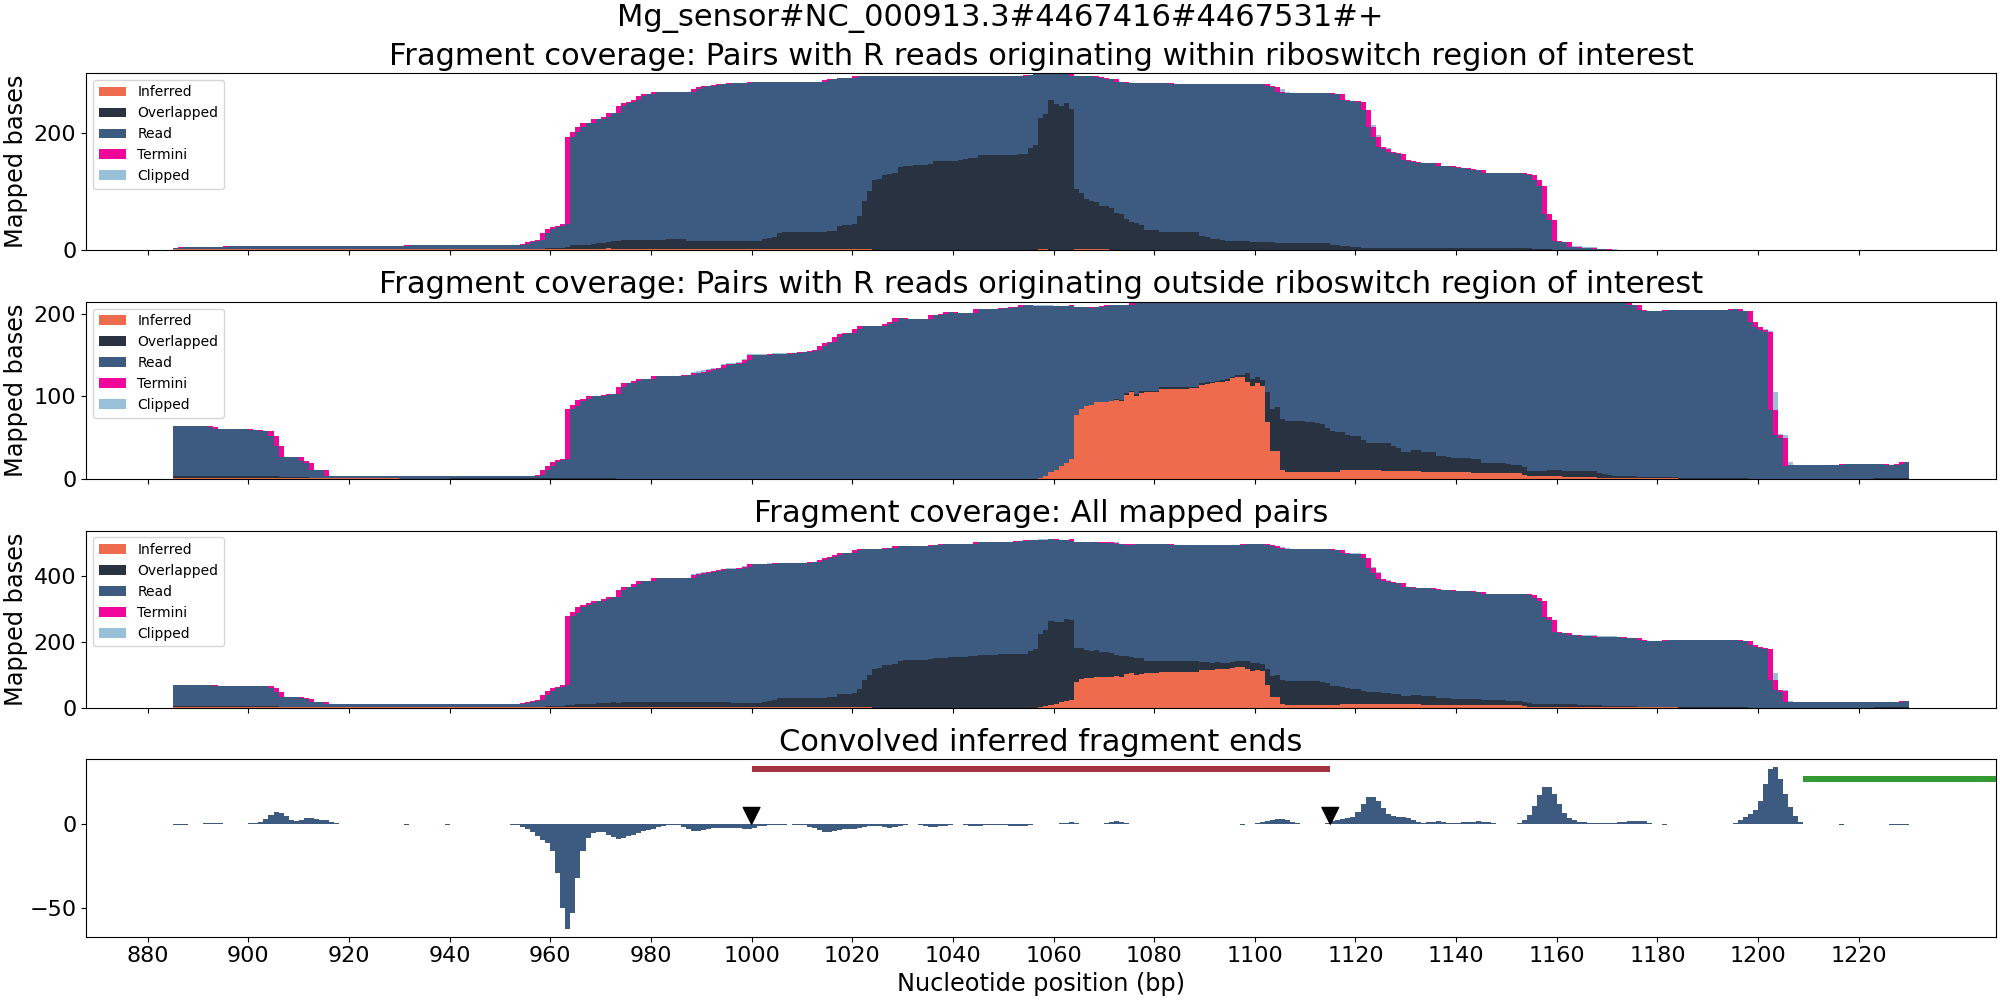 Mg_sensor#NC_000913.3#4467416#4467531#+
Fragment coverage: Pairs with R reads originating within riboswitch region of interest
Mapped bases
200
0
Inferred
Overlapped
Read
Termini
Clipped
Fragment coverage: Pairs with R reads originating outside riboswitch region of interest
Mapped bases
200
100
0
Inferred
Overlapped
Read
Termini
Clipped
Fragment coverage: All mapped pairs
Mapped bases
400
200
0
Inferred
Overlapped
Read
Termini
Clipped
Convolved inferred fragment ends
0
−50
880 900 920 940 960 980 1000 1020 1040 1060 1080 1100 1120 1140 1160 1180 1200 1220
Nucleotide position (bp)